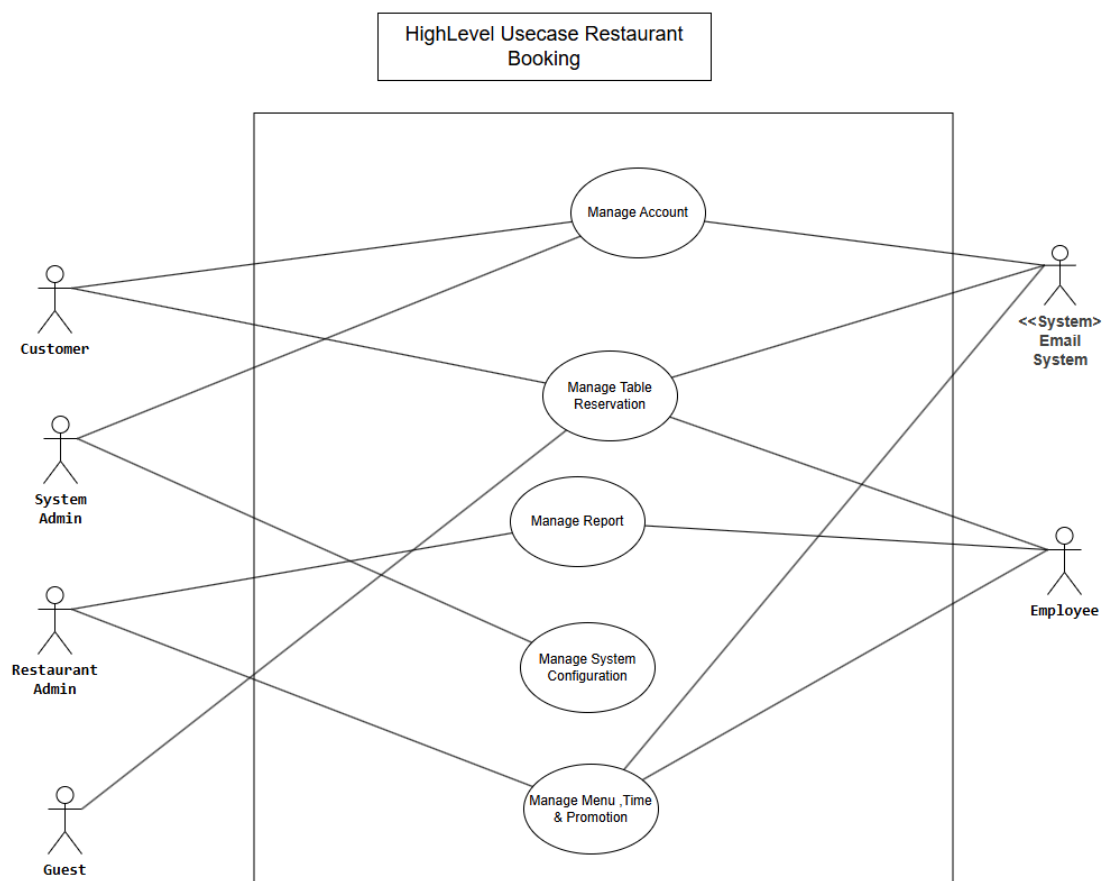 HighLevel Usecase Restaurant
Booking
Manage Account
Customer
<<System>
Email
System
Manage Table
Reservation
System
Admin
Manage Report
Employee
Restaurant
Admin
Manage System
Configuration
Manage Menu ,Time
& Promotion
Guest